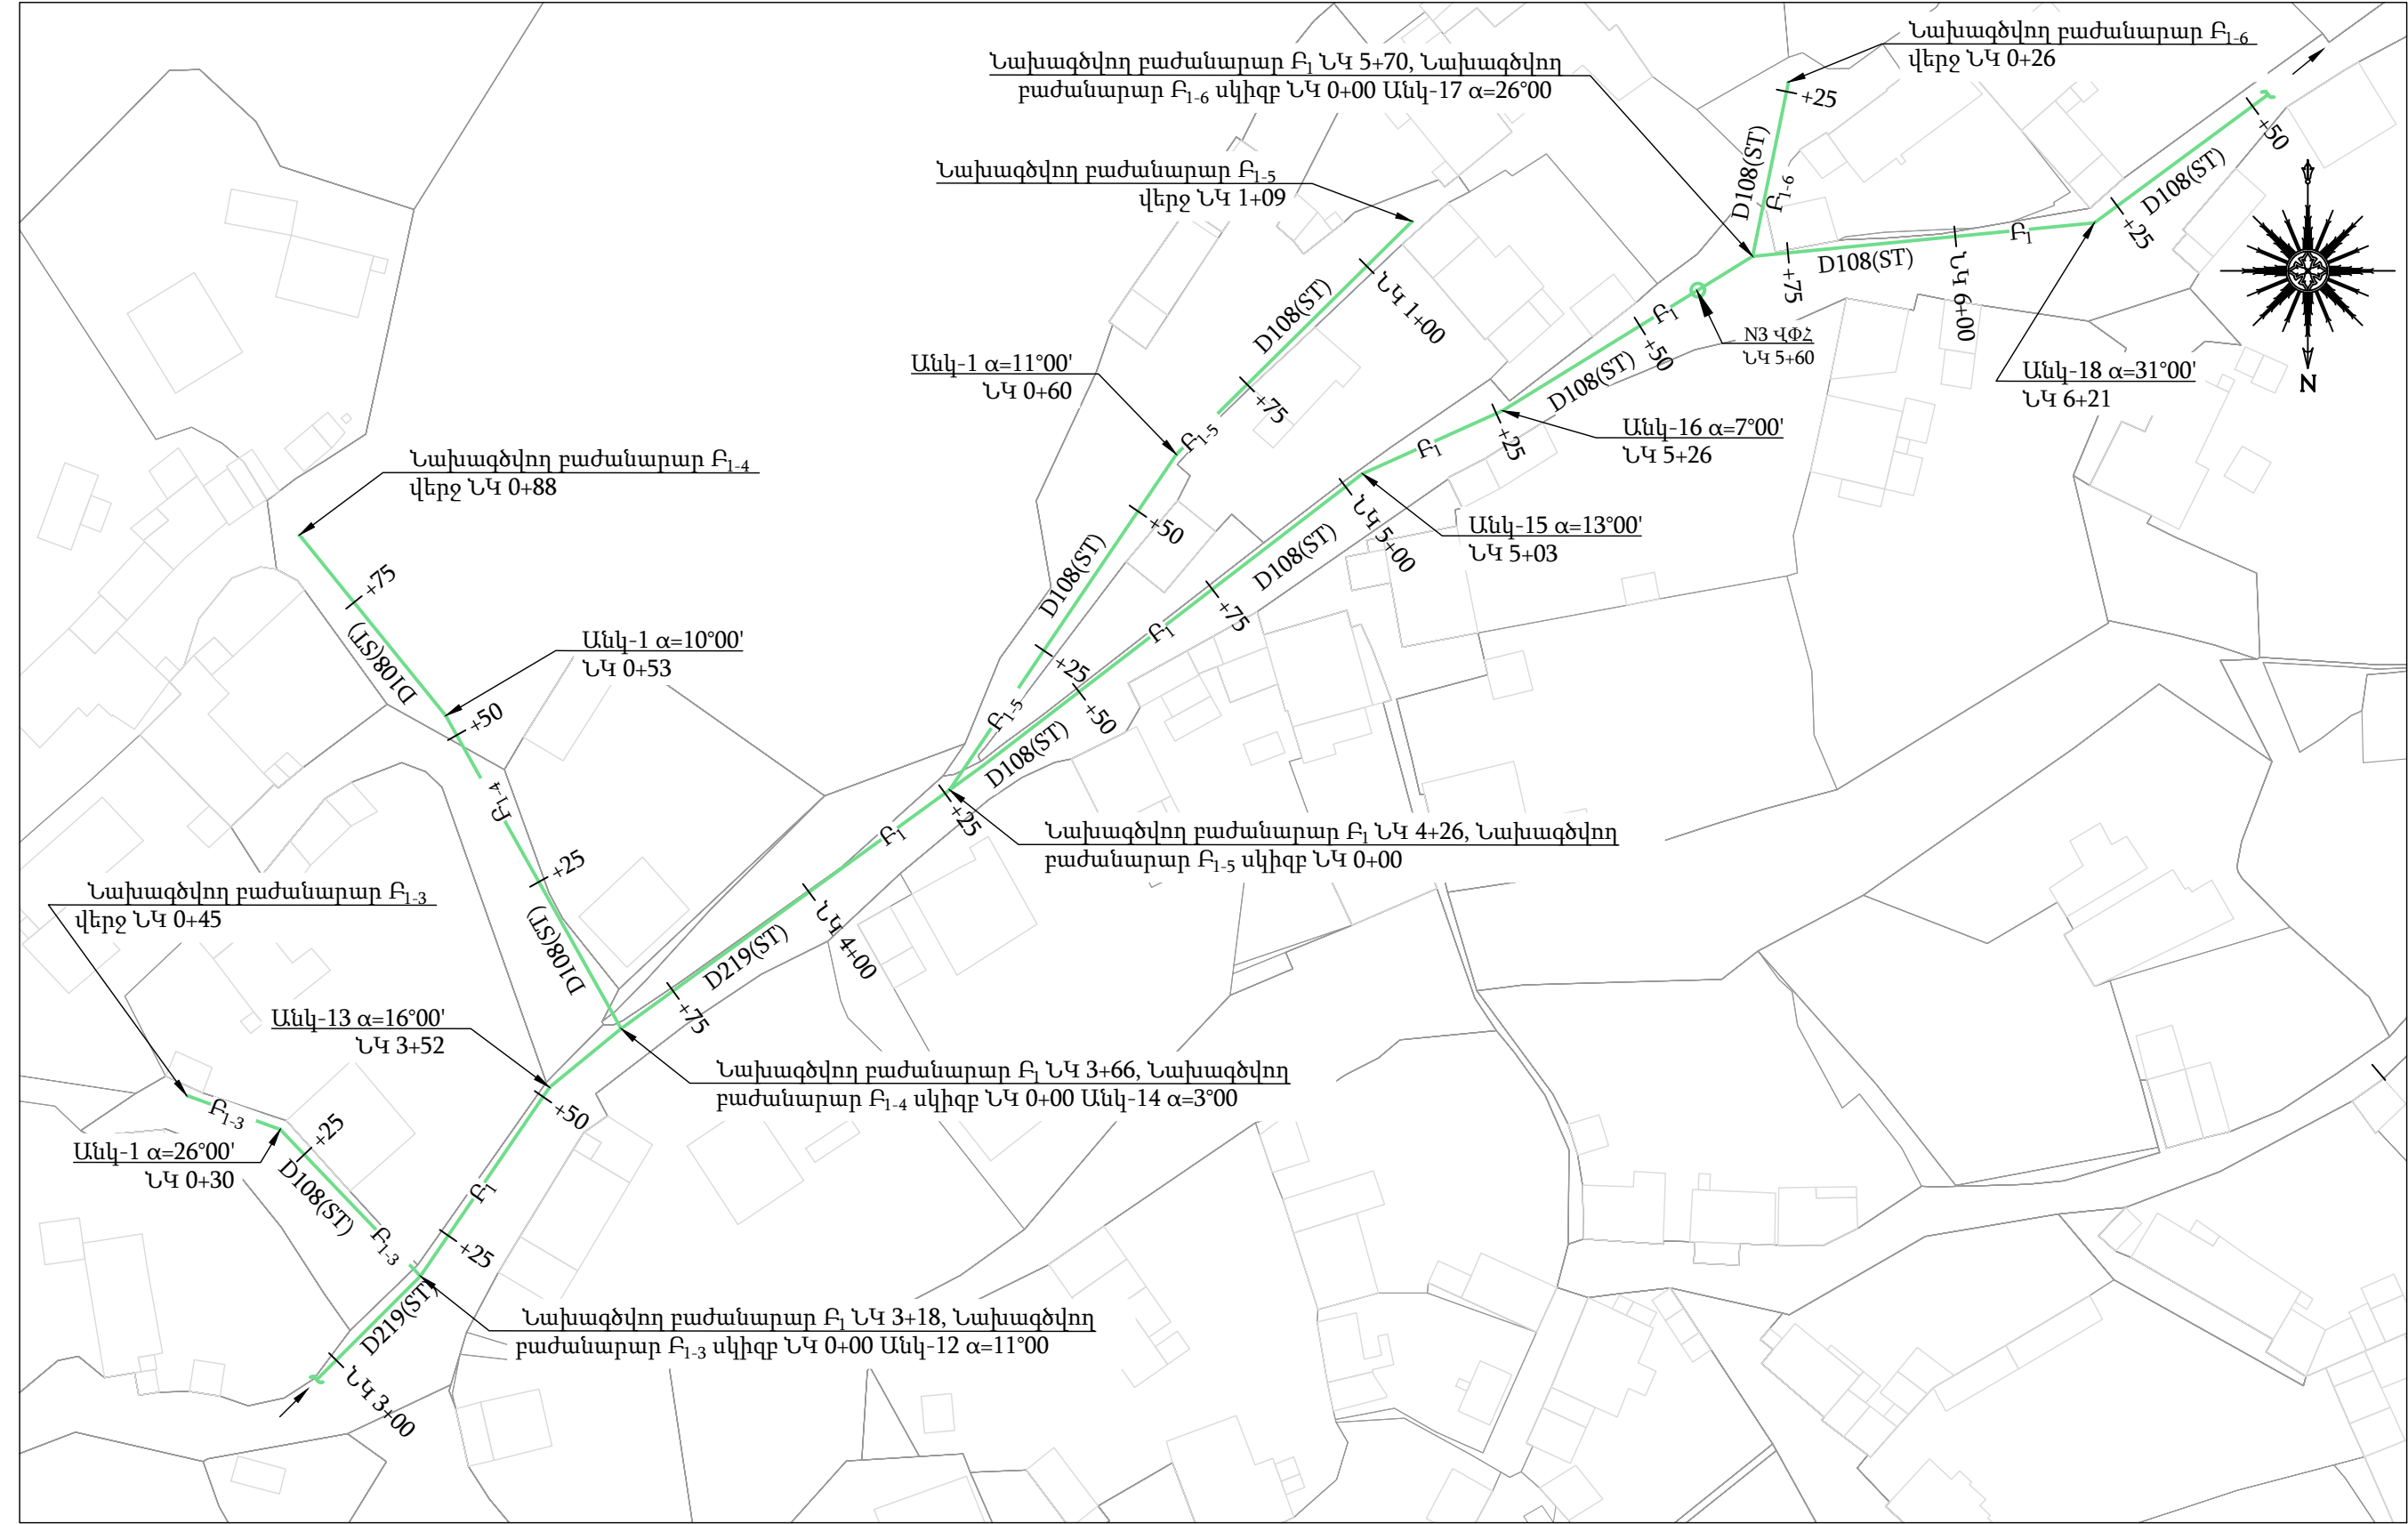 Նախագծվող բաժանարար Բ1-6
վերջ ՆԿ 0+26
Նախագծվող բաժանարար Բ1 ՆԿ 5+70, Նախագծվող
բաժանարար Բ1-6 սկիզբ ՆԿ 0+00 Անկ-17 α=26°00
+25
+50
D108(ST)
Բ1-6
D108(ST)
+25
Նախագծվող բաժանարար Բ1-5
վերջ ՆԿ 1+09
Բ1
D108(ST)
+75
ՆԿ 6+00
ՆԿ 1+00
D108(ST)
Բ1
N3 ՎՓՀ
ՆԿ 5+60
+50
N
Անկ-18 α=31°00'
ՆԿ 6+21
Անկ-1 α=11°00'
ՆԿ 0+60
D108(ST)
+75
Բ1-5
Անկ-16 α=7°00'
ՆԿ 5+26
Բ1
+25
Նախագծվող բաժանարար Բ1-4
վերջ ՆԿ 0+88
+50
ՆԿ 5+00
Անկ-15 α=13°00'
ՆԿ 5+03
D108(ST)
D108(ST)
+75
+75
Բ1
Անկ-1 α=10°00'
ՆԿ 0+53
D108(ST)
+25
+50
+50
Բ1-5
D108(ST)
Բ1-4
+25
Բ1
Նախագծվող բաժանարար Բ1 ՆԿ 4+26, Նախագծվող
բաժանարար Բ1-5 սկիզբ ՆԿ 0+00
+25
Նախագծվող բաժանարար Բ1-3
վերջ ՆԿ 0+45
D108(ST)
D219(ST)
ՆԿ 4+00
+75
Անկ-13 α=16°00'
ՆԿ 3+52
Նախագծվող բաժանարար Բ1 ՆԿ 3+66, Նախագծվող
բաժանարար Բ1-4 սկիզբ ՆԿ 0+00 Անկ-14 α=3°00
Բ1-3
+25
+50
Անկ-1 α=26°00'
ՆԿ 0+30
D108(ST)
Բ1
Բ1-3
+25
D219(ST)
Նախագծվող բաժանարար Բ1 ՆԿ 3+18, Նախագծվող
բաժանարար Բ1-3 սկիզբ ՆԿ 0+00 Անկ-12 α=11°00
ՆԿ 3+00